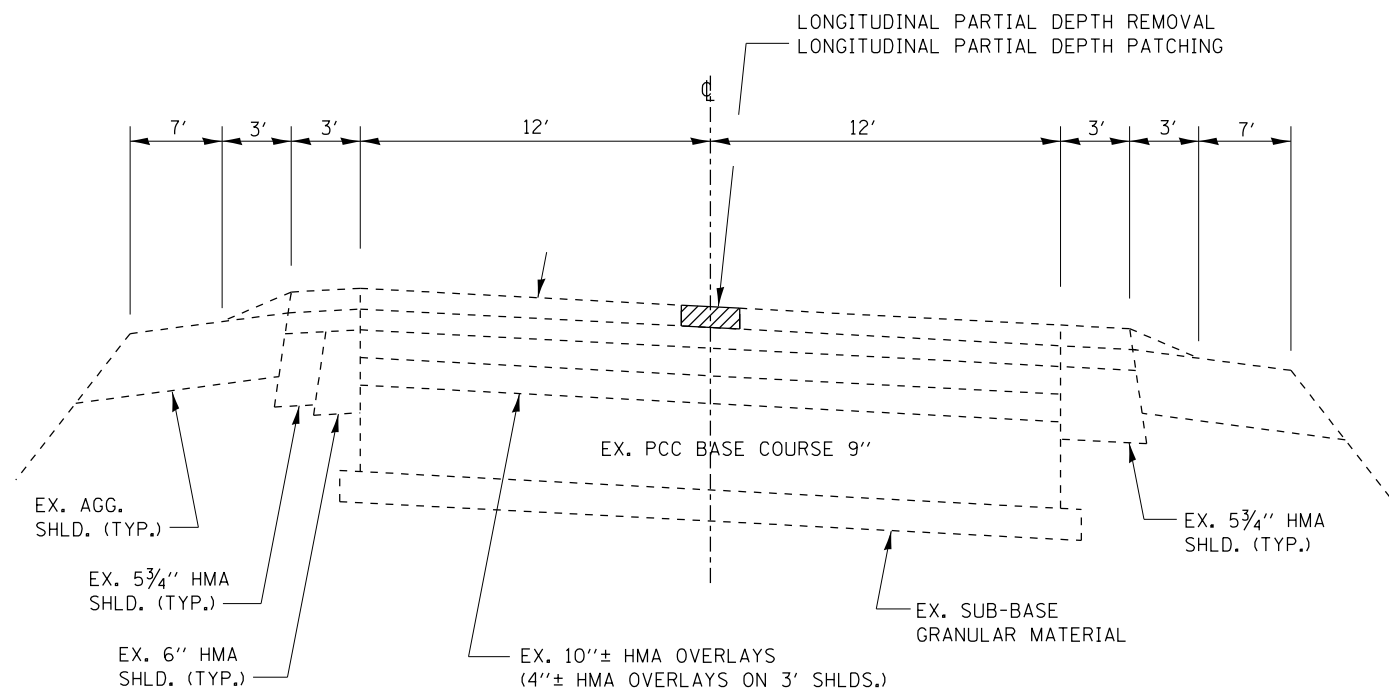 LONGITUDINAL PARTIAL DEPTH REMOVAL
LONGITUDINAL PARTIAL DEPTH PATCHING
℄
7' 3' 3' 12' 12' 3' 3' 7'
EX. PCC BASE COURSE 9"
EX. AGG.
SHLD. (TYP.)
EX. 5¾" HMA
SHLD. (TYP.)
EX. 5¾" HMA
SHLD. (TYP.)
EX. SUB-BASE
GRANULAR MATERIAL
EX. 6" HMA
SHLD. (TYP.)
EX. 10"± HMA OVERLAYS
(4"± HMA OVERLAYS ON 3' SHLDS.)